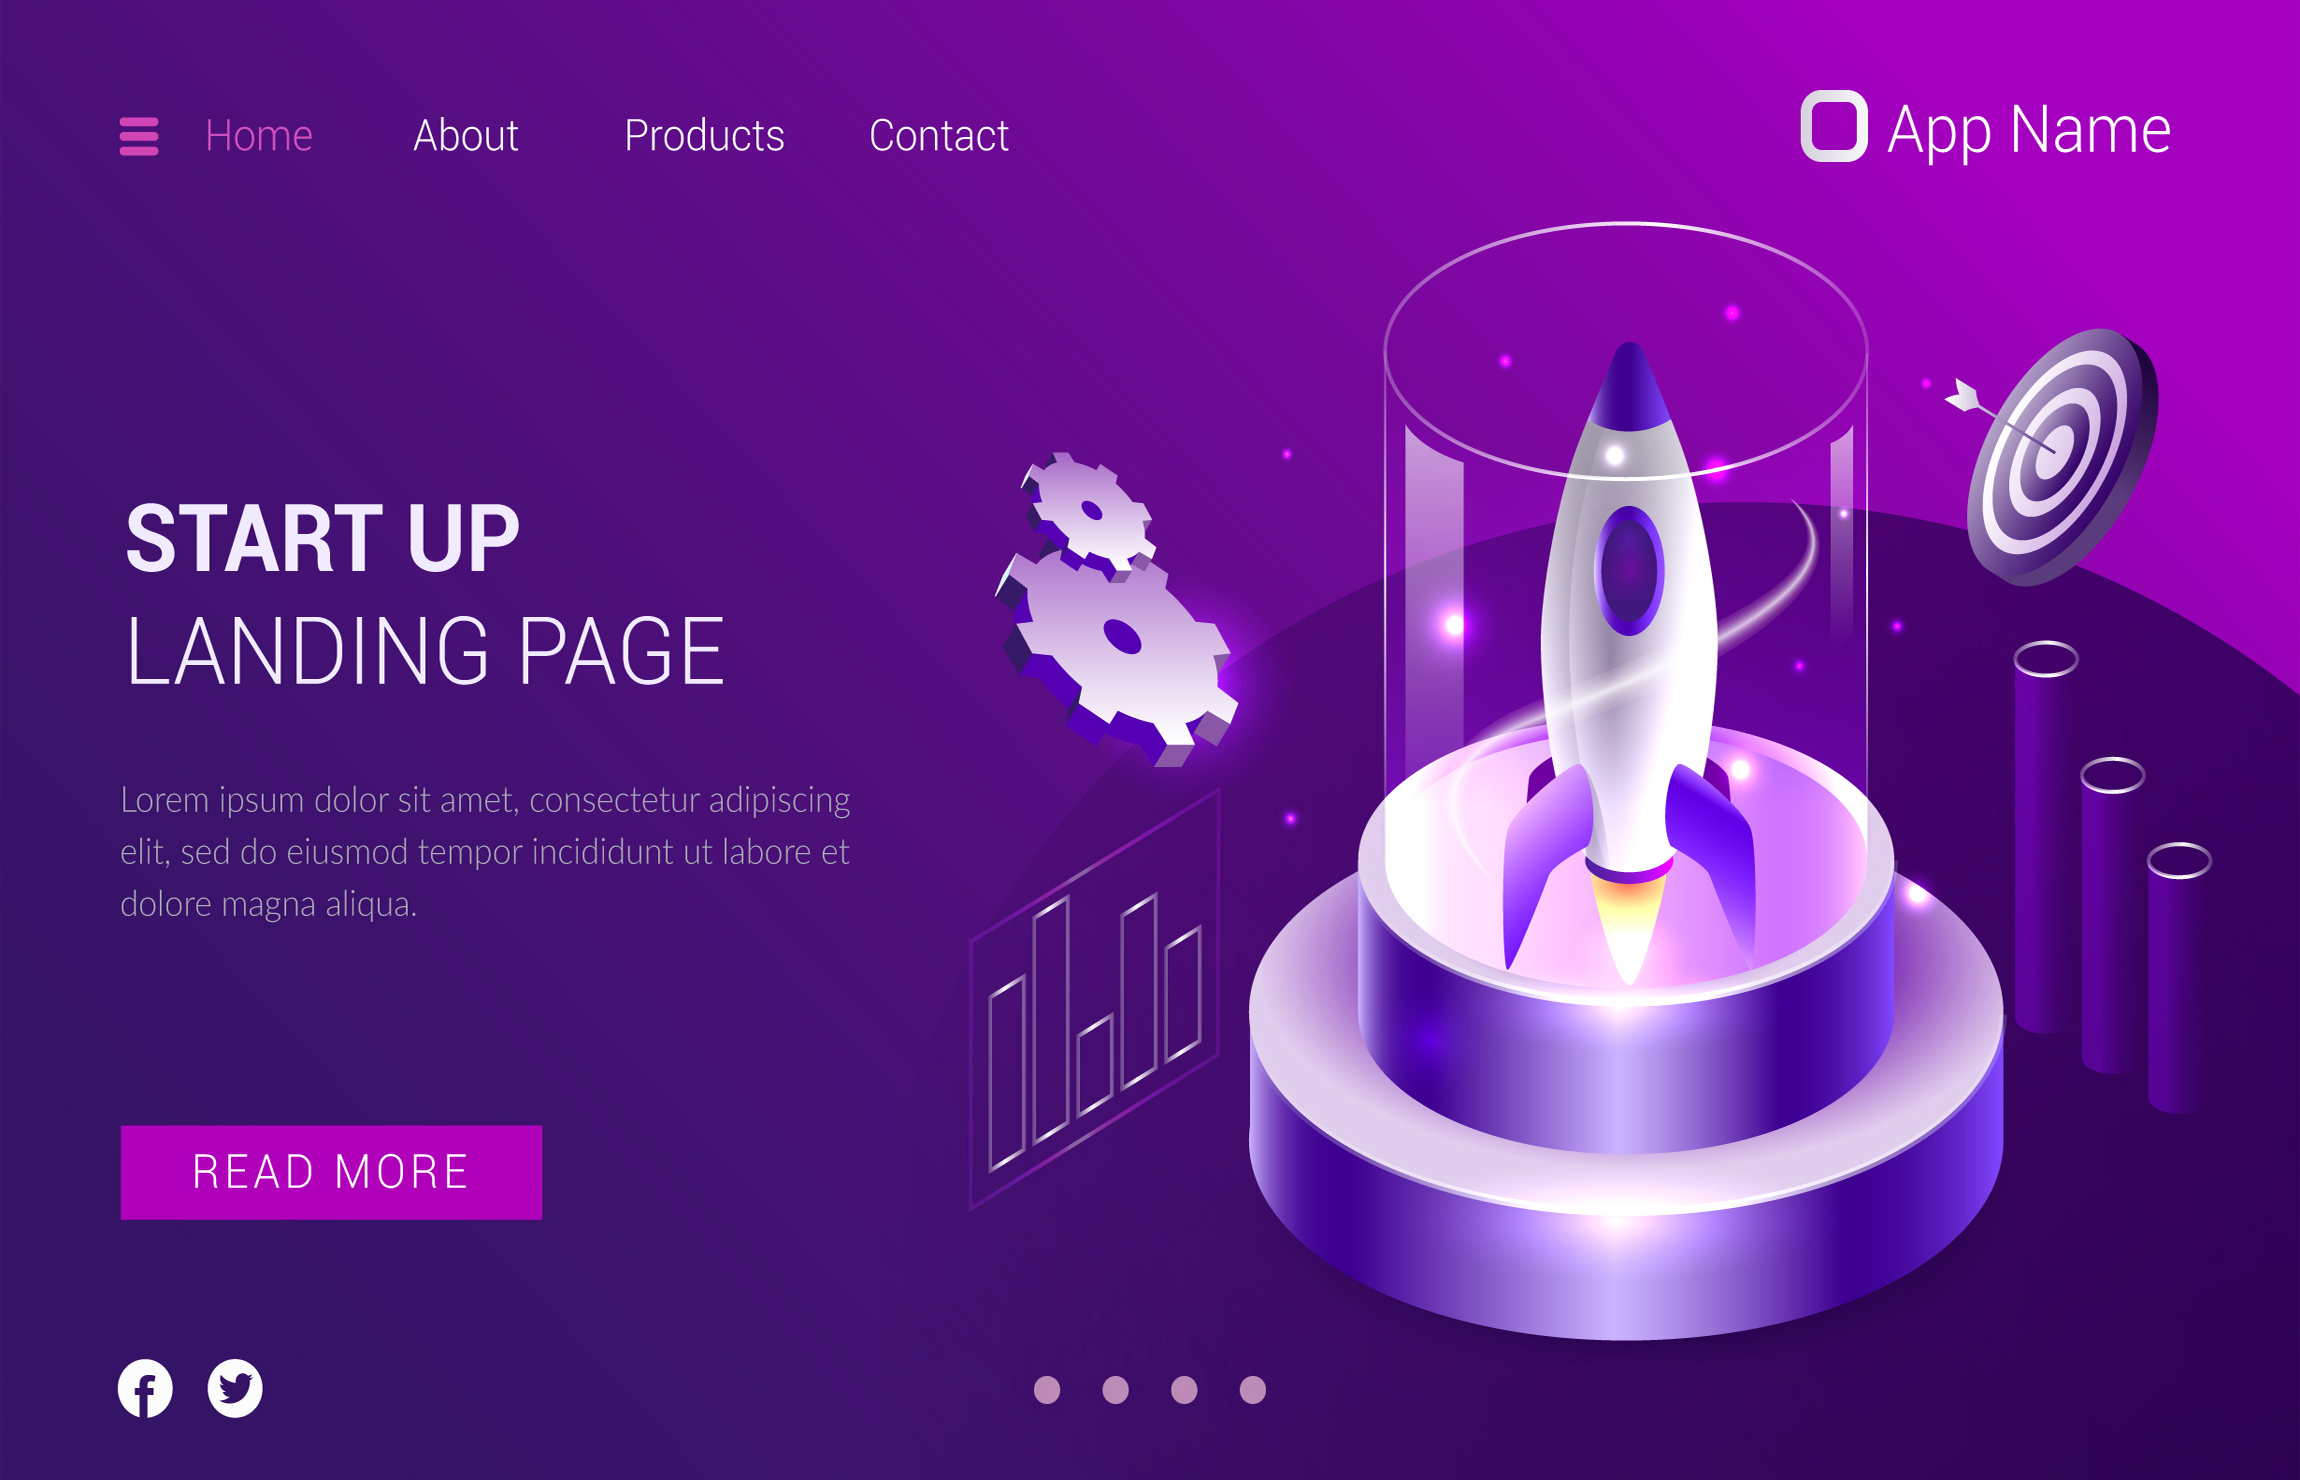 Home About Products Contact
App Name
START UP
LANDING PAGE
Lorem ipsum dolor sit amet, consectetur adipiscing
elit, sed do eiusmod tempor incididunt ut labore et
dolore magna aliqua.
READ MORE